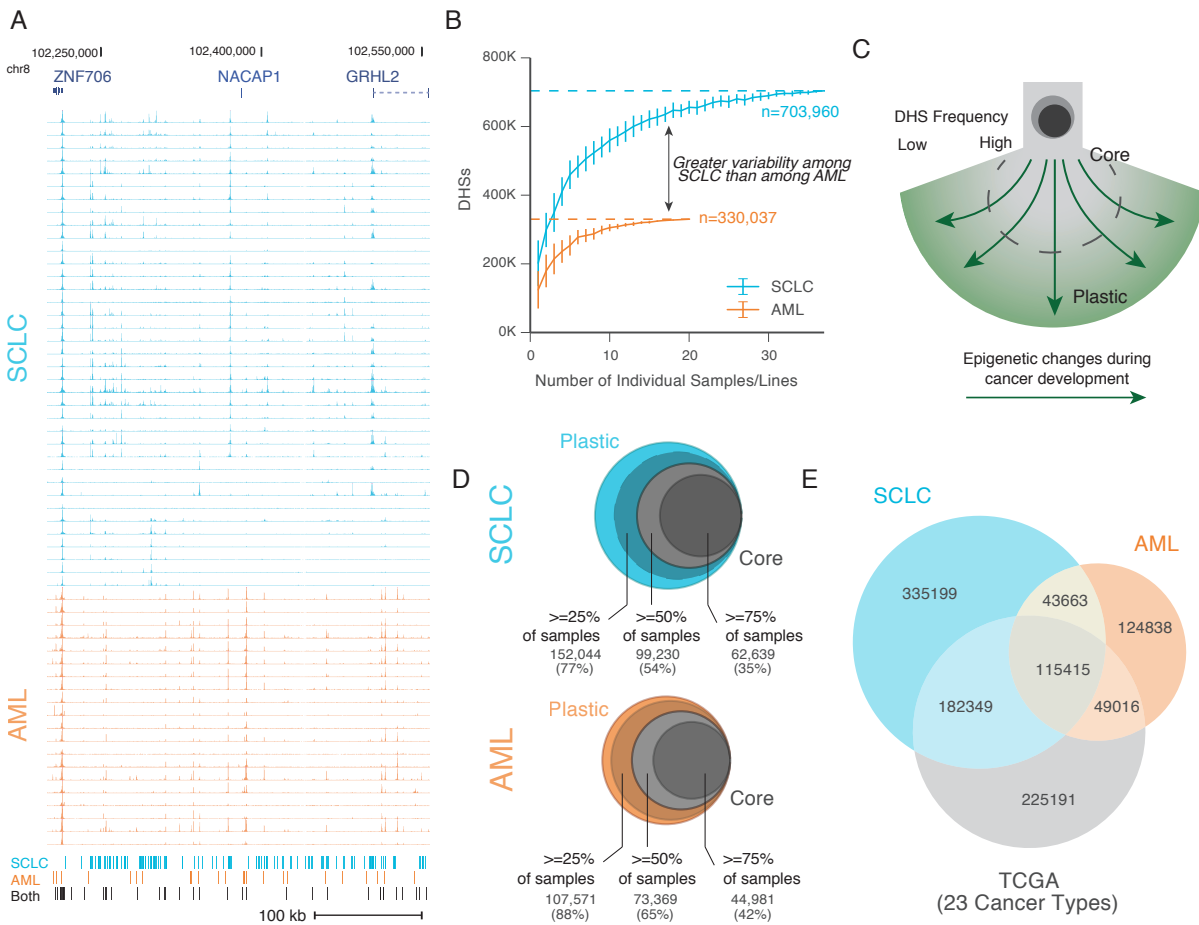 A
102,250,000
102,400,000
102,550,000
chr8
ZNF706
NACAP1
GRHL2
SCLC
AML
SCLC
AML
Both
100 kb
B
800K
600K
400K
200K
0K
DHSs
n=703,960
Greater variability among
SCLC than among AML
n=330,037
SCLC
AML
0
10
20
30
Number of Individual Samples/Lines
C
DHS Frequency
Low
High
Core
Plastic
Epigenetic changes during
cancer development
D
SCLC
Plastic
Core
>=25%
of samples
152,044
(77%)
>=50%
of samples
99,230
(54%)
>=75%
of samples
62,639
(35%)
AML
Plastic
Core
>=25%
of samples
107,571
(88%)
>=50%
of samples
73,369
(65%)
>=75%
of samples
44,981
(42%)
E
SCLC
AML
335199
43663
124838
115415
182349
49016
225191
TCGA
(23 Cancer Types)